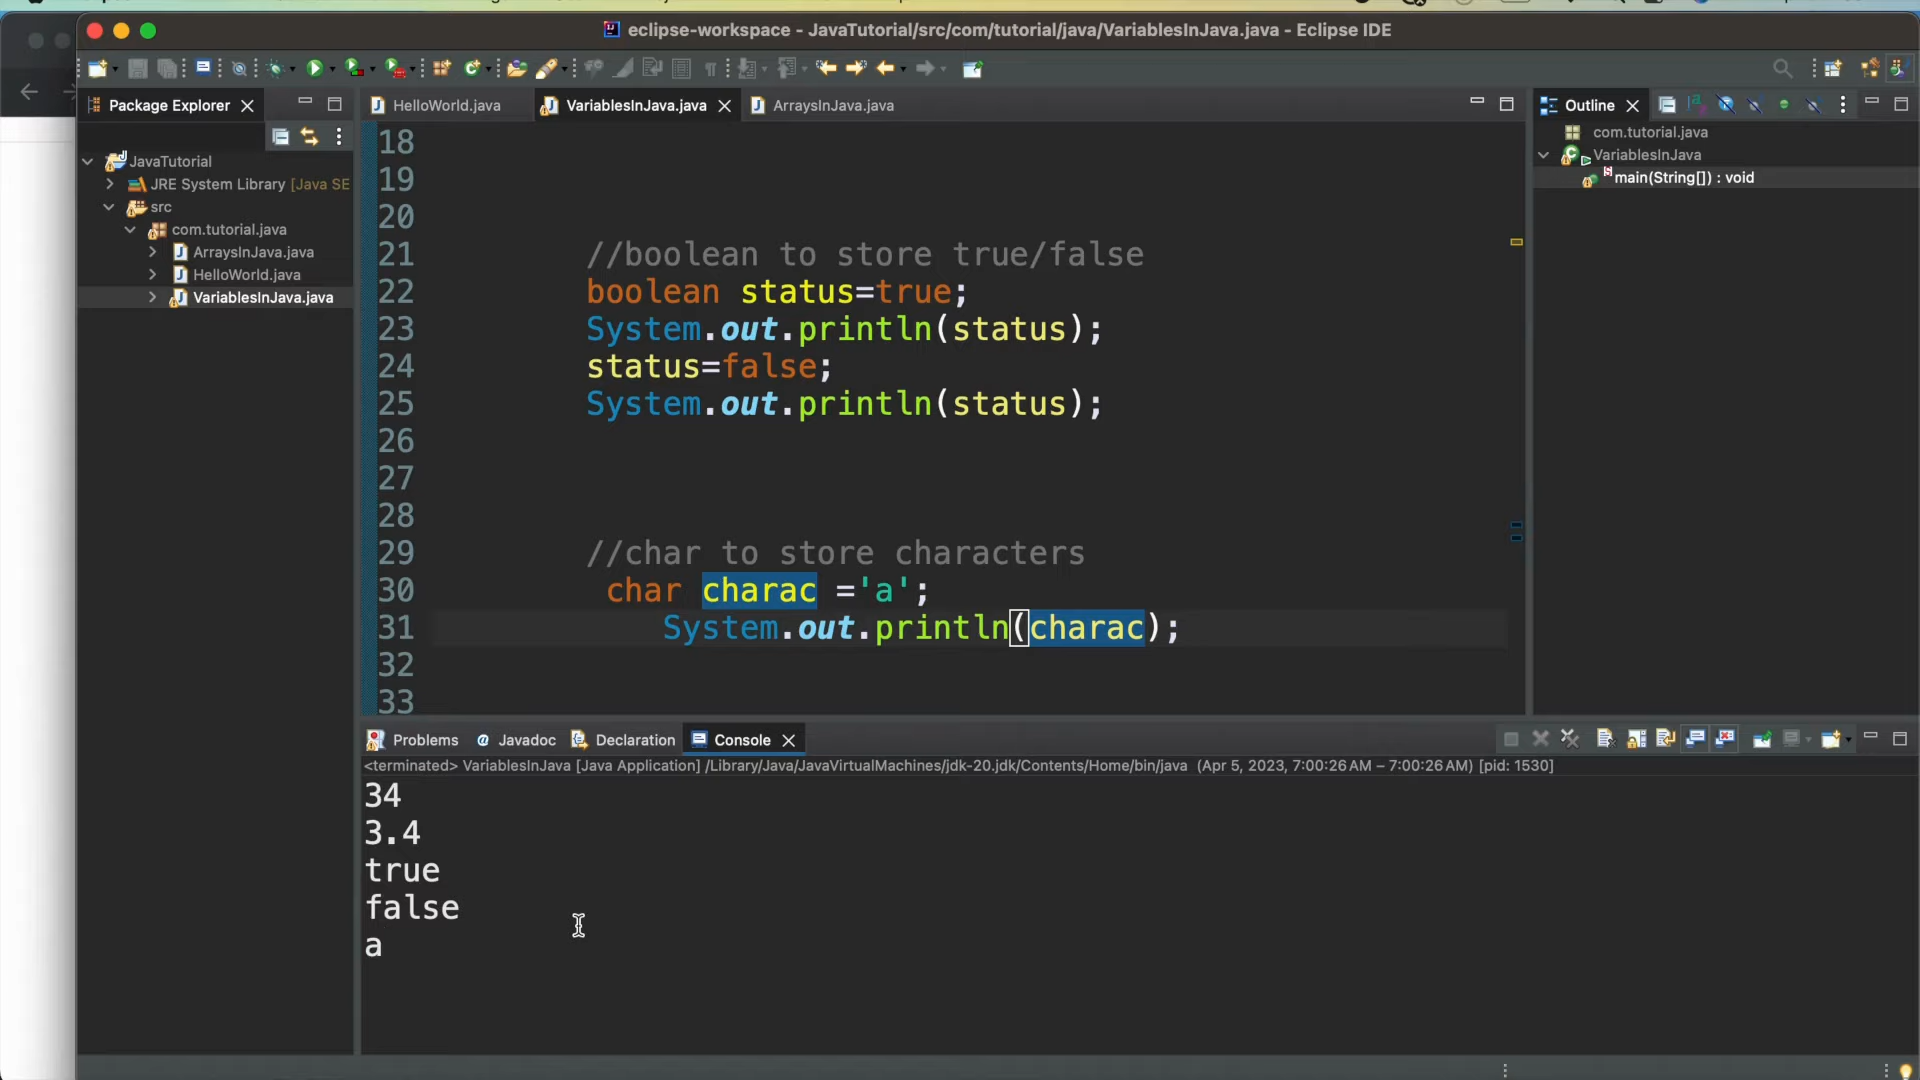 eclipse-workspace - JavaTutorial/src/com/tutorial/java/VariablesInJava.java - Eclipse IDE
Package Explorer
HelloWorld.java
VariablesInJava.java
ArraysInJava.java
Outline
JavaTutorial
JRE System Library [Java SE
src
com.tutorial.java
ArraysInJava.java
HelloWorld.java
VariablesInJava.java
18
19
20
21 //boolean to store true/false
22 boolean status=true;
23 System.out.println(status);
24 status=false;
25 System.out.println(status);
26
27
28
29 //char to store characters
30 char charac ='a';
31 System.out.println(charac);
32
33
com.tutorial.java
VariablesInJava
main(String[]) : void
Problems
Javadoc
Declaration
Console
<terminated> VariablesInJava [Java Application] /Library/Java/JavaVirtualMachines/jdk-20.jdk/Contents/Home/bin/java (Apr 5, 2023, 7:00:26 AM – 7:00:26 AM) [pid: 1530]
34
3.4
true
false
a